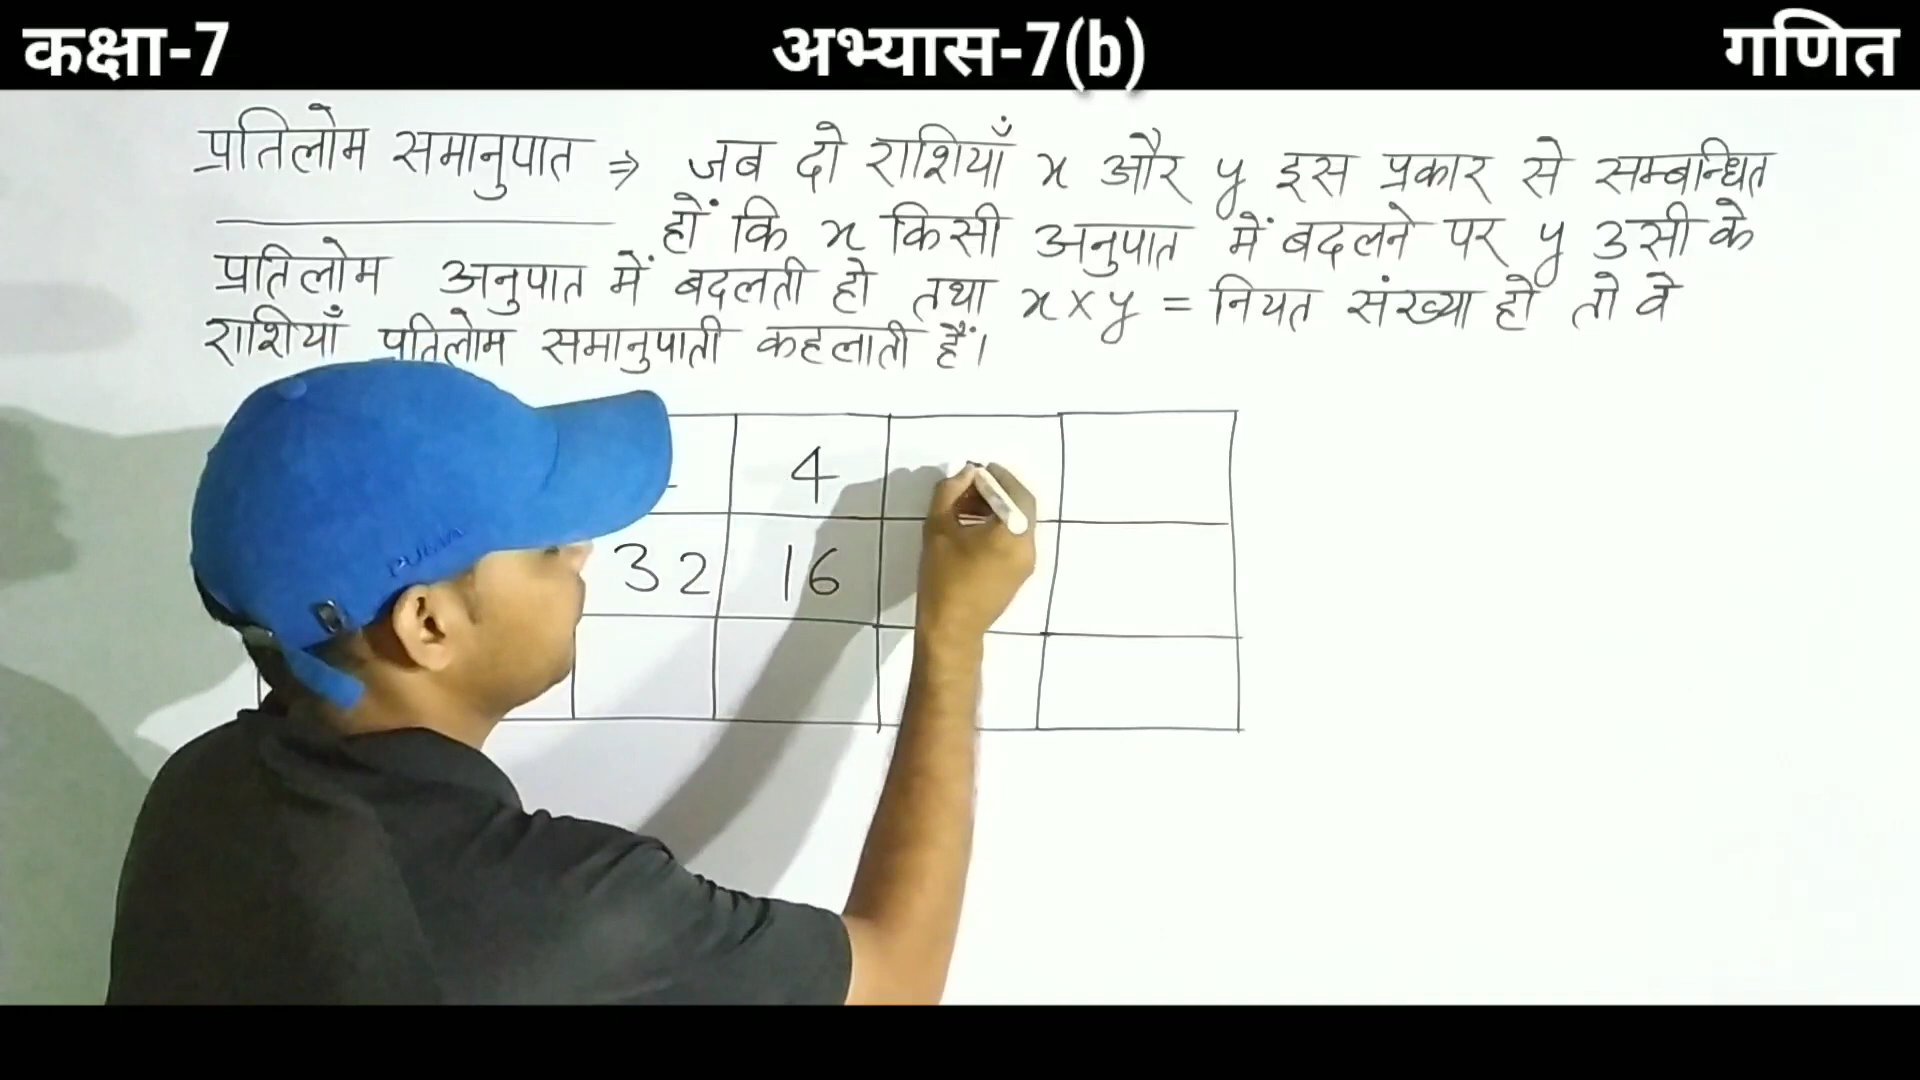 कक्षा-7 अभ्यास-7(b) गणित
प्रतिलोम समानुपात ⇒ जब दो राशियाँ x और y इस प्रकार से सम्बन्धित
हों कि x किसी अनुपात में बदलने पर y उसी के
प्रतिलोम अनुपात में बदलती हो तथा x × y = नियत संख्या हो तो वे
राशियाँ प्रतिलोम समानुपाती कहलाती हैं।
4
32 16
PUMA